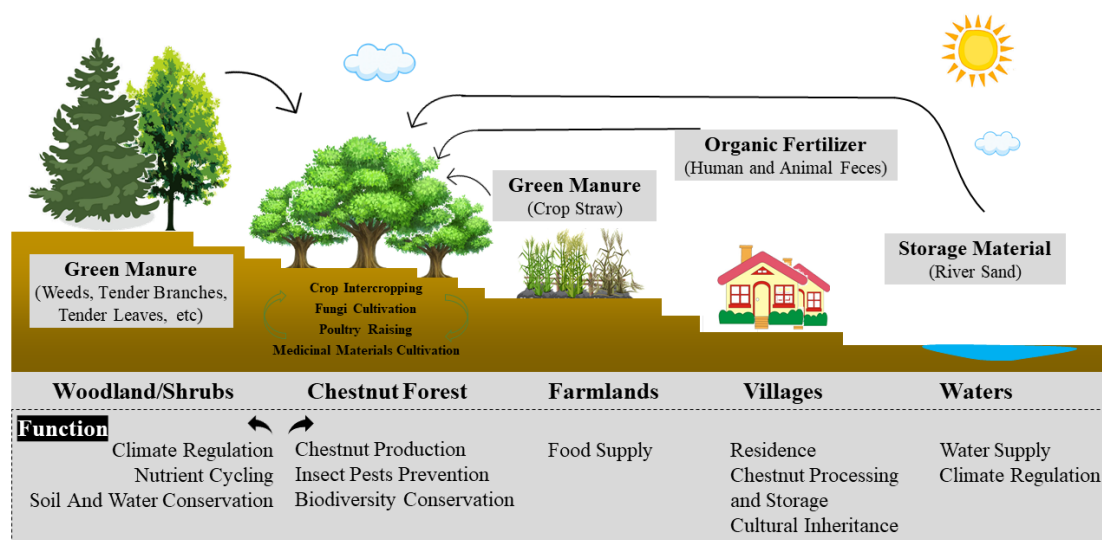 Organic Fertilizer
(Human and Animal Feces)
Green Manure
(Crop Straw)
Storage Material
(River Sand)
Green Manure
(Weeds, Tender Branches,
Tender Leaves, etc)
Crop Intercropping
Fungi Cultivation
Poultry Raising
Medicinal Materials Cultivation
Woodland/Shrubs
Chestnut Forest
Farmlands
Villages
Waters
Function
Climate Regulation
Nutrient Cycling
Soil And Water Conservation
Chestnut Production
Insect Pests Prevention
Biodiversity Conservation
Food Supply
Residence
Chestnut Processing
and Storage
Cultural Inheritance
Water Supply
Climate Regulation